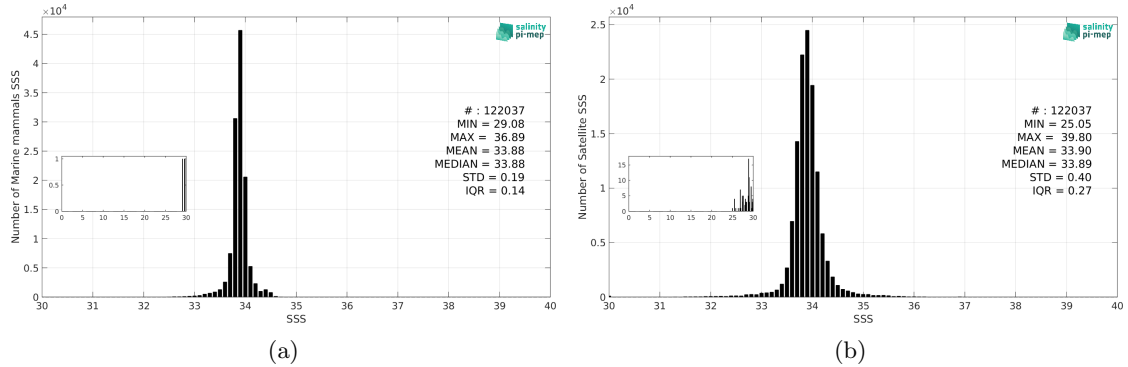 ×10⁴
4.5
4
3.5
3
2.5
2
1.5
1
0.5
0
30 31 32 33 34 35 36 37 38 39 40
SSS
Number of Marine mammals SSS
salinity
pi-mep
# : 122037
MIN = 29.08
MAX = 36.89
MEAN = 33.88
MEDIAN = 33.88
STD = 0.19
IQR = 0.14
1
0.5
0
0 5 10 15 20 25 30
(a)
×10⁴
2.5
2
1.5
1
0.5
0
30 31 32 33 34 35 36 37 38 39 40
SSS
Number of Satellite SSS
salinity
pi-mep
# : 122037
MIN = 25.05
MAX = 39.80
MEAN = 33.90
MEDIAN = 33.89
STD = 0.40
IQR = 0.27
15
10
5
0
0 5 10 15 20 25 30
(b)